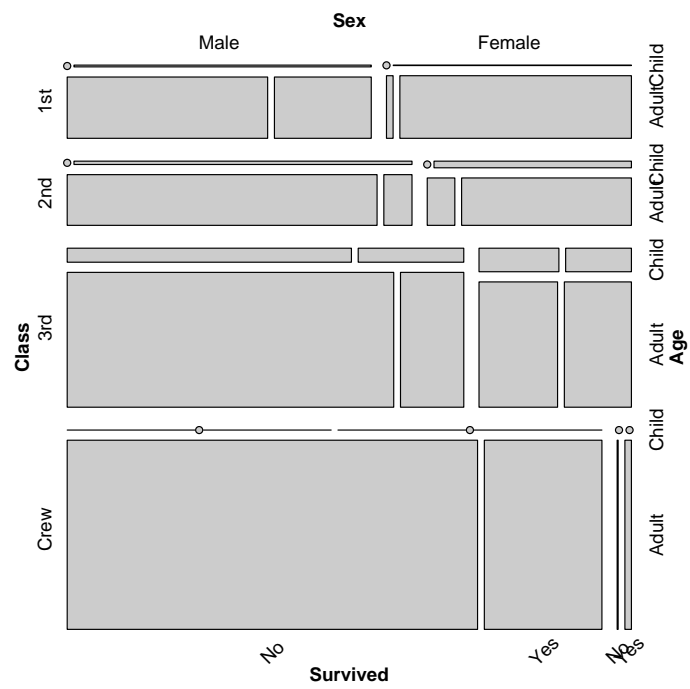 Sex
Male Female
1st
Child
Adult
2nd
Child
Adult
Class
3rd
Child
Adult
Age
Crew
Child
Adult
No Yes No Yes
Survived